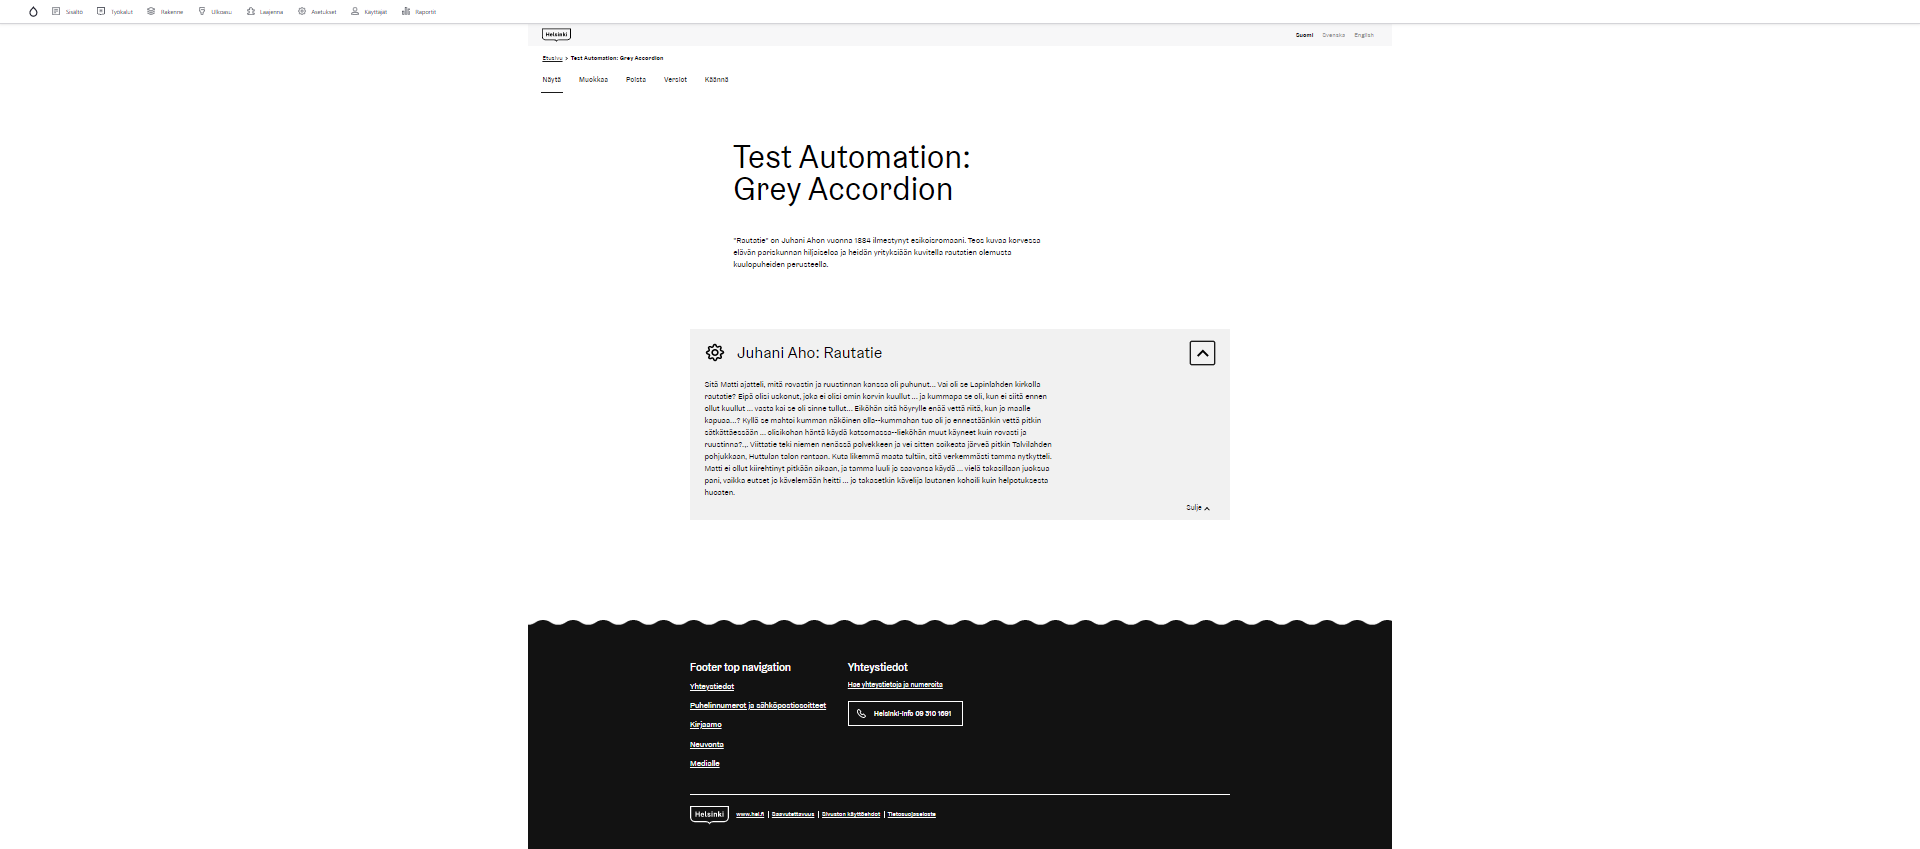 Sisältö Työkalut Rakenne Ulkoasu Laajenna Asetukset Käyttäjät Raportit
Helsinki
Suomi Svenska English
Etusivu > Test Automation: Grey Accordion
Näytä Muokkaa Poista Versiot Käännä
Test Automation:
Grey Accordion
"Rautatie" on Juhani Ahon vuonna 1884 ilmestynyt esikoisromaani. Teos kuvaa korvessa
elävän pariskunnan hiljaiseloa ja heidän yrityksiään kuvitella rautatien olemusta
kuulopuheiden perusteella.
Juhani Aho: Rautatie
Sitä Matti ajatteli, mitä rovastin ja ruustinnan kanssa oli puhunut... Vai oli se Lapinlahden kirkolla
rautatie? Eipä olisi uskonut, joka ei olisi omin korvin kuullut ... ja kummapa se oli, kun ei siitä ennen
ollut kuullut ... vasta kai se oli sinne tullut... Eiköhän sitä höyrylle enää vettä riitä, kun jo maalle
kapuaa...? Kyllä se mahtoi kumman näköinen olla--kummahan tuo oli jo ennestäänkin vettä pitkin
sätkättäessään ... olisikohan häntä käydä katsomassa--lieköhän muut käyneet kuin rovasti ja
ruustinna?... Viittatie teki niemen nenässä polvekkeen ja vei sitten soikeata järveä pitkin Talvilahden
pohjukkaan, Huttulan talon rantaan. Kuta likemmä maata tultiin, sitä verkemmästi tamma nytkytteli.
Matti ei ollut kiirehtinyt pitkään aikaan, ja tamma luuli jo saavansa käydä ... vielä takasillaan juoksua
pani, vaikka eutset jo kävelemään heitti ... jo takasetkin kävelijä lautanen kohoili kuin helpotuksesta
huoaten.
Sulje
Footer top navigation
Yhteystiedot
Puhelinnumerot ja sähköpostiosoitteet
Kirjaamo
Neuvonta
Medialle
Yhteystiedot
Hae yhteystietoja ja numeroita
Helsinki-info 09 310 1691
Helsinki
www.hel.fi | Saavutettavuus | Sivuston käyttöehdot | Tietosuojaseloste